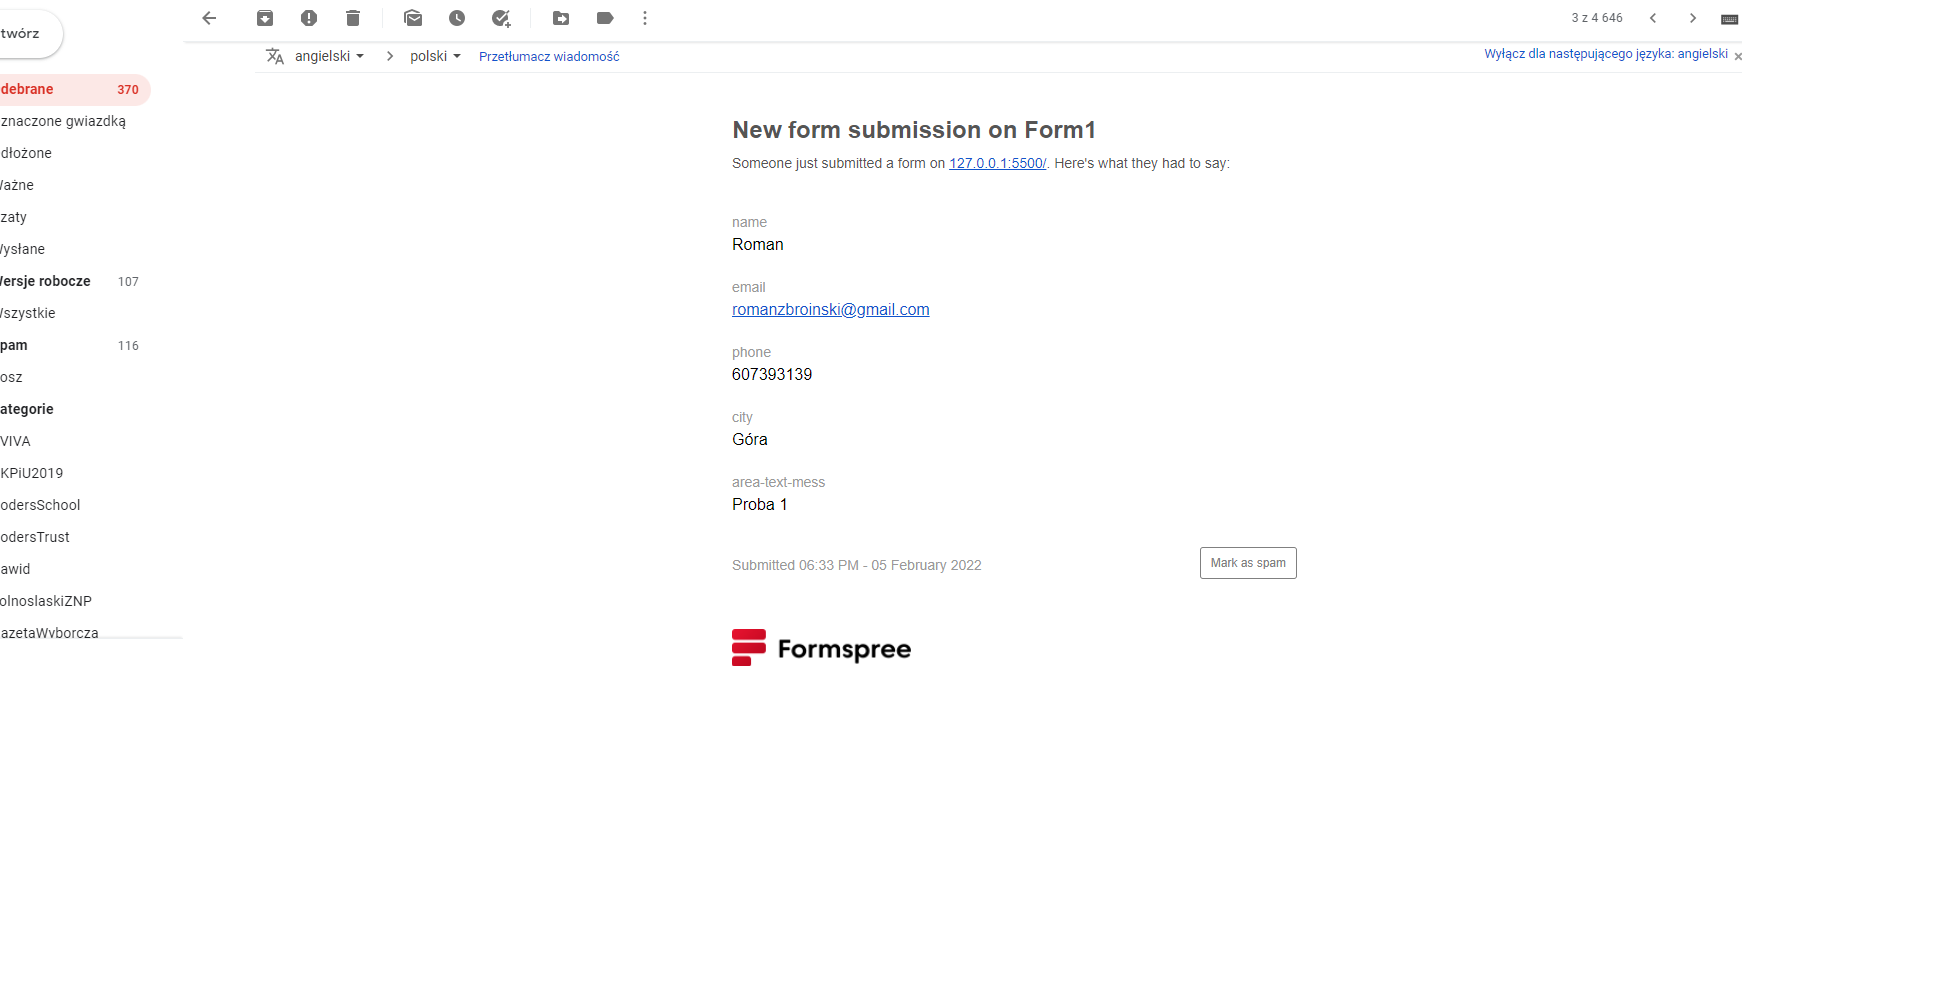 3 z 4 646
twórz
angielski
polski
Przetłumacz wiadomość
Wyłącz dla następującego języka: angielski
debrane 370
znaczone gwiazdką
dłożone
Ważne
zaty
Wysłane
Wersje robocze 107
Wszystkie
pam 116
osz
ategorie
VIVA
KPiU2019
odersSchool
odersTrust
awid
olnoslaskiZNP
azetaWyborcza
New form submission on Form1
Someone just submitted a form on 127.0.0.1:5500/. Here's what they had to say:
name
Roman
email
romanzbroinski@gmail.com
phone
607393139
city
Góra
area-text-mess
Proba 1
Submitted 06:33 PM - 05 February 2022
Mark as spam
Formspree